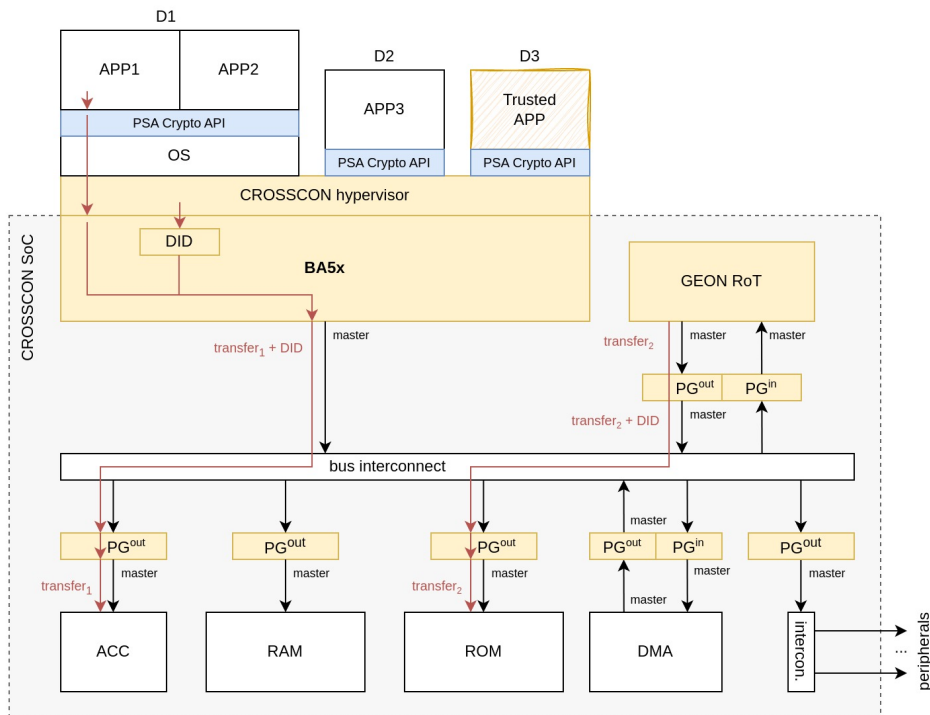 D1
D2
D3
APP1
APP2
APP3
Trusted
APP
PSA Crypto API
OS
PSA Crypto API
PSA Crypto API
CROSSCON hypervisor
CROSSCON SoC
DID
BA5x
GEON RoT
transfer1 + DID
master
transfer2
master
master
PGout
PGin
transfer2 + DID
master
bus interconnect
master
PGout
PGout
PGout
PGout
PGin
PGout
transfer1
master
master
transfer2
master
master
master
master
ACC
RAM
ROM
DMA
intercon.
...
peripherals